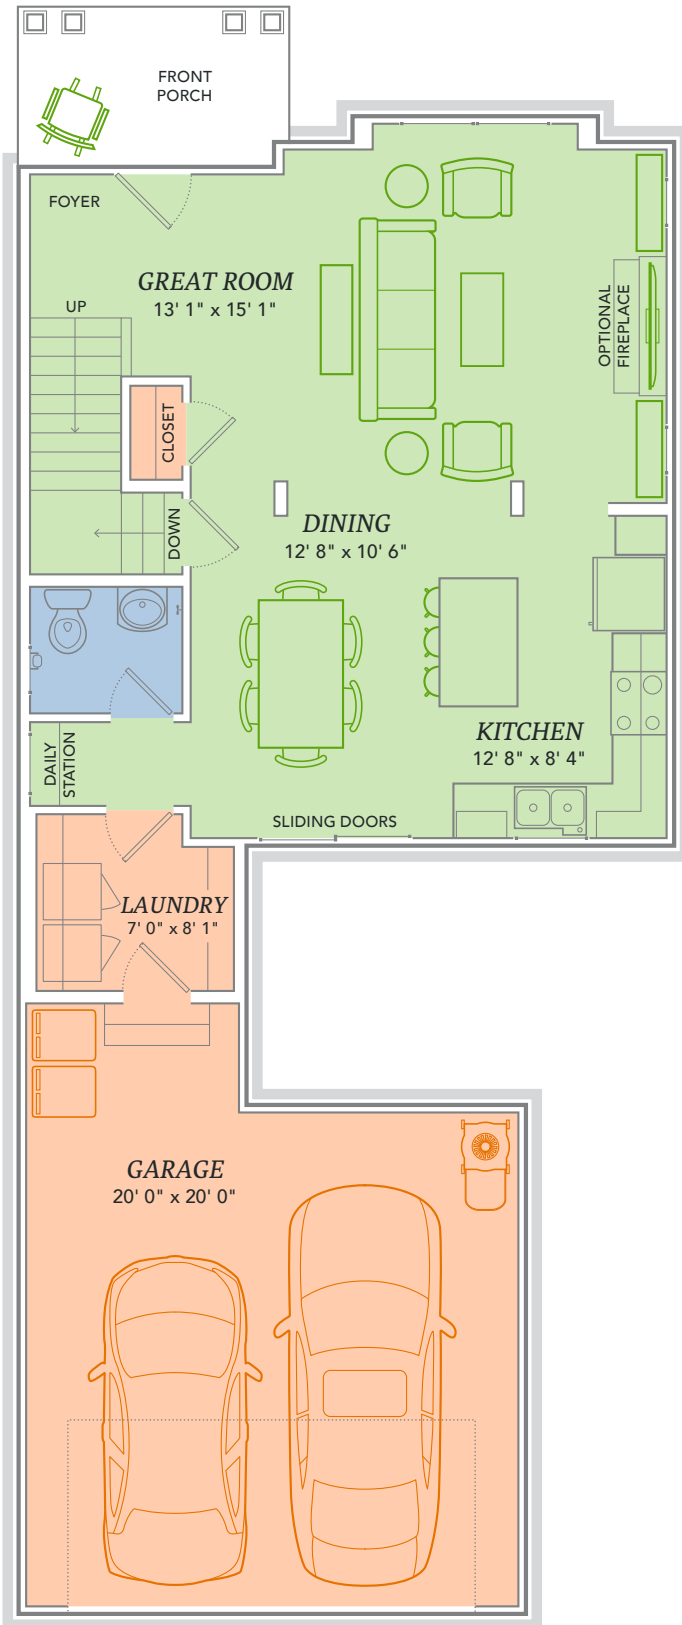 FRONT
PORCH
FOYER
GREAT ROOM
13' 1" x 15' 1"
UP
OPTIONAL
FIREPLACE
CLOSET
DOWN
DINING
12' 8" x 10' 6"
KITCHEN
12' 8" x 8' 4"
DAILY
STATION
SLIDING DOORS
LAUNDRY
7' 0" x 8' 1"
GARAGE
20' 0" x 20' 0"